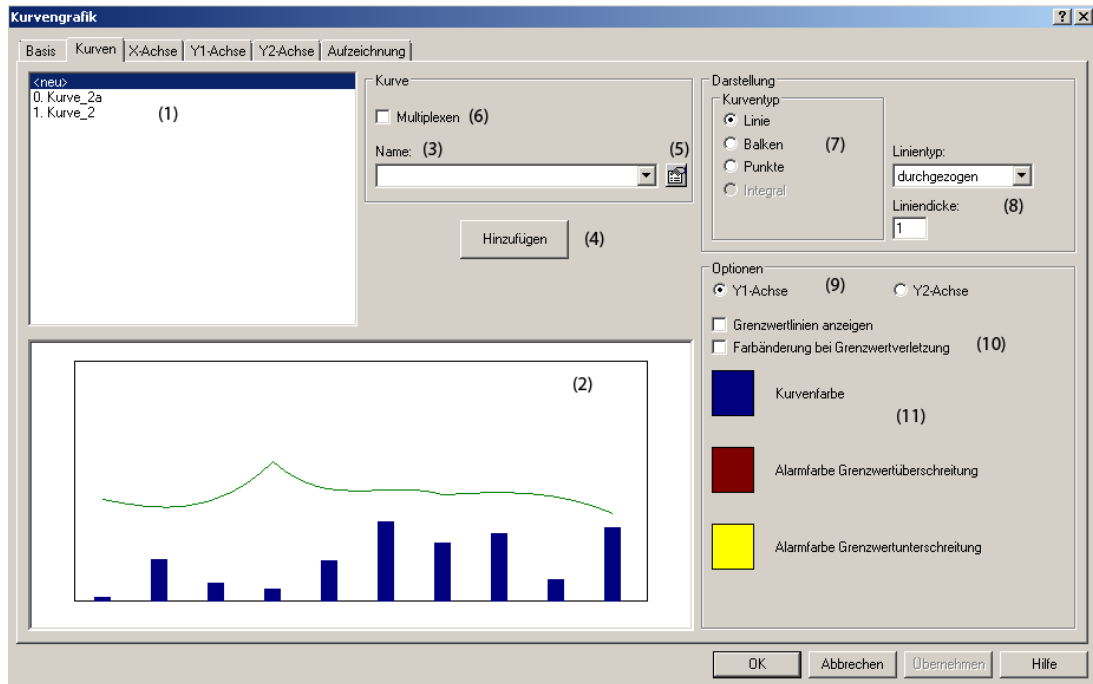 Kurvengrafik
Basis Kurven X-Achse Y1-Achse Y2-Achse Aufzeichnung
<neu>
0. Kurve_2a
1. Kurve_2
(1)
Kurve
Multiplexen (6)
Name: (3)
(5)
Hinzufügen (4)
Darstellung
Kurventyp
Linie
Balken
Punkte
Integral
(7)
Linientyp:
durchgezogen
Liniendicke:
(8)
1
(2)
Optionen
Y1-Achse (9) Y2-Achse
Grenzwertlinien anzeigen
Farbänderung bei Grenzwertverletzung (10)
Kurvenfarbe
(11)
Alarmfarbe Grenzwertüberschreitung
Alarmfarbe Grenzwertunterschreitung
OK Abbrechen Übernehmen Hilfe